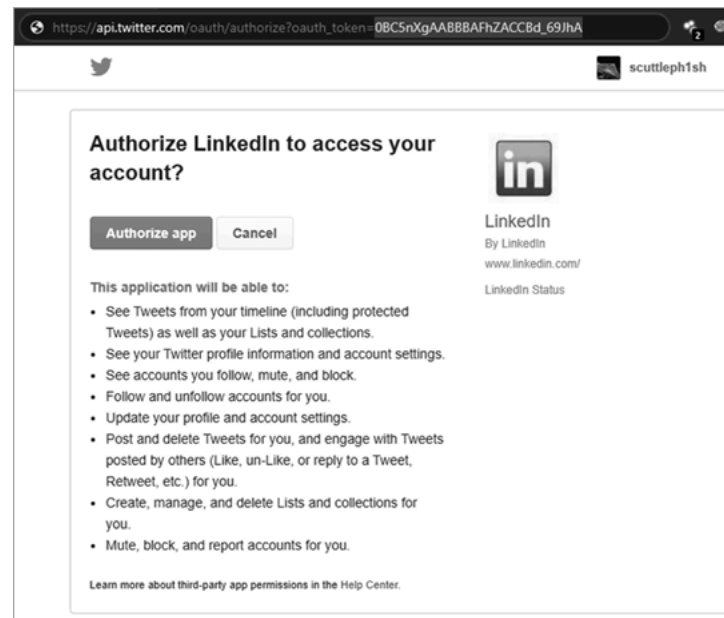 https://api.twitter.com/oauth/authorize?oauth_token=0BC5nXgAABBBAFhZACCBd_69JhA
2
scuttleph1sh
Authorize LinkedIn to access your
account?
in
Authorize app
Cancel
LinkedIn
By LinkedIn
www.linkedin.com/
LinkedIn Status
This application will be able to:
• See Tweets from your timeline (including protected
Tweets) as well as your Lists and collections.
• See your Twitter profile information and account settings.
• See accounts you follow, mute, and block.
• Follow and unfollow accounts for you.
• Update your profile and account settings.
• Post and delete Tweets for you, and engage with Tweets
posted by others (Like, un-Like, or reply to a Tweet,
Retweet, etc.) for you.
• Create, manage, and delete Lists and collections for
you.
• Mute, block, and report accounts for you.
Learn more about third-party app permissions in the Help Center.